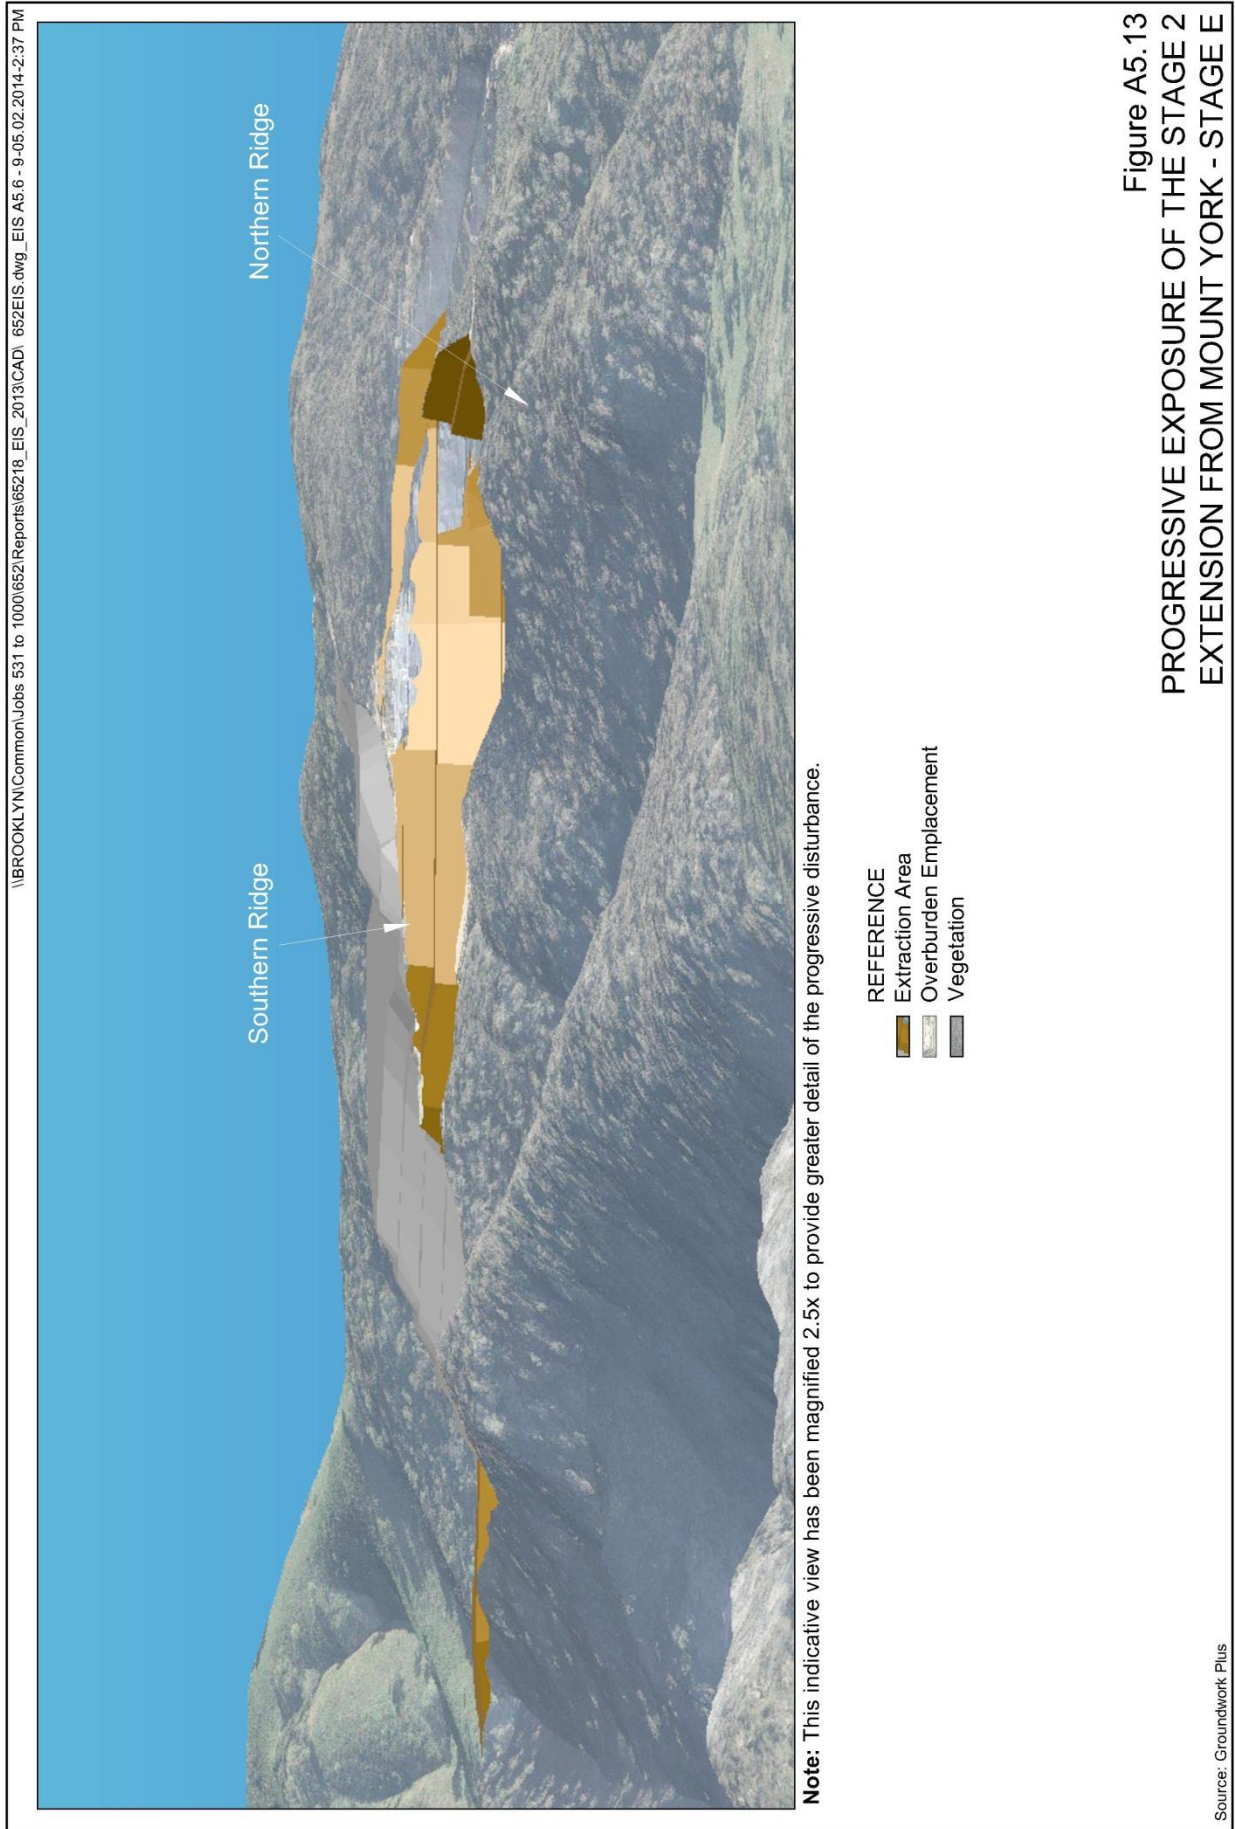 \\BROOKLYN\Common\Jobs 531 to 1000\652\Reports\65218_EIS_2013\CAD\ 652EIS.dwg_EIS A5.6 - 9-05.02.2014-2:37 PM
Southern Ridge
Northern Ridge
Note: This indicative view has been magnified 2.5x to provide greater detail of the progressive disturbance.
REFERENCE
Extraction Area
Overburden Emplacement
Vegetation
Figure A5.13
PROGRESSIVE EXPOSURE OF THE STAGE 2
EXTENSION FROM MOUNT YORK - STAGE E
Source: Groundwork Plus